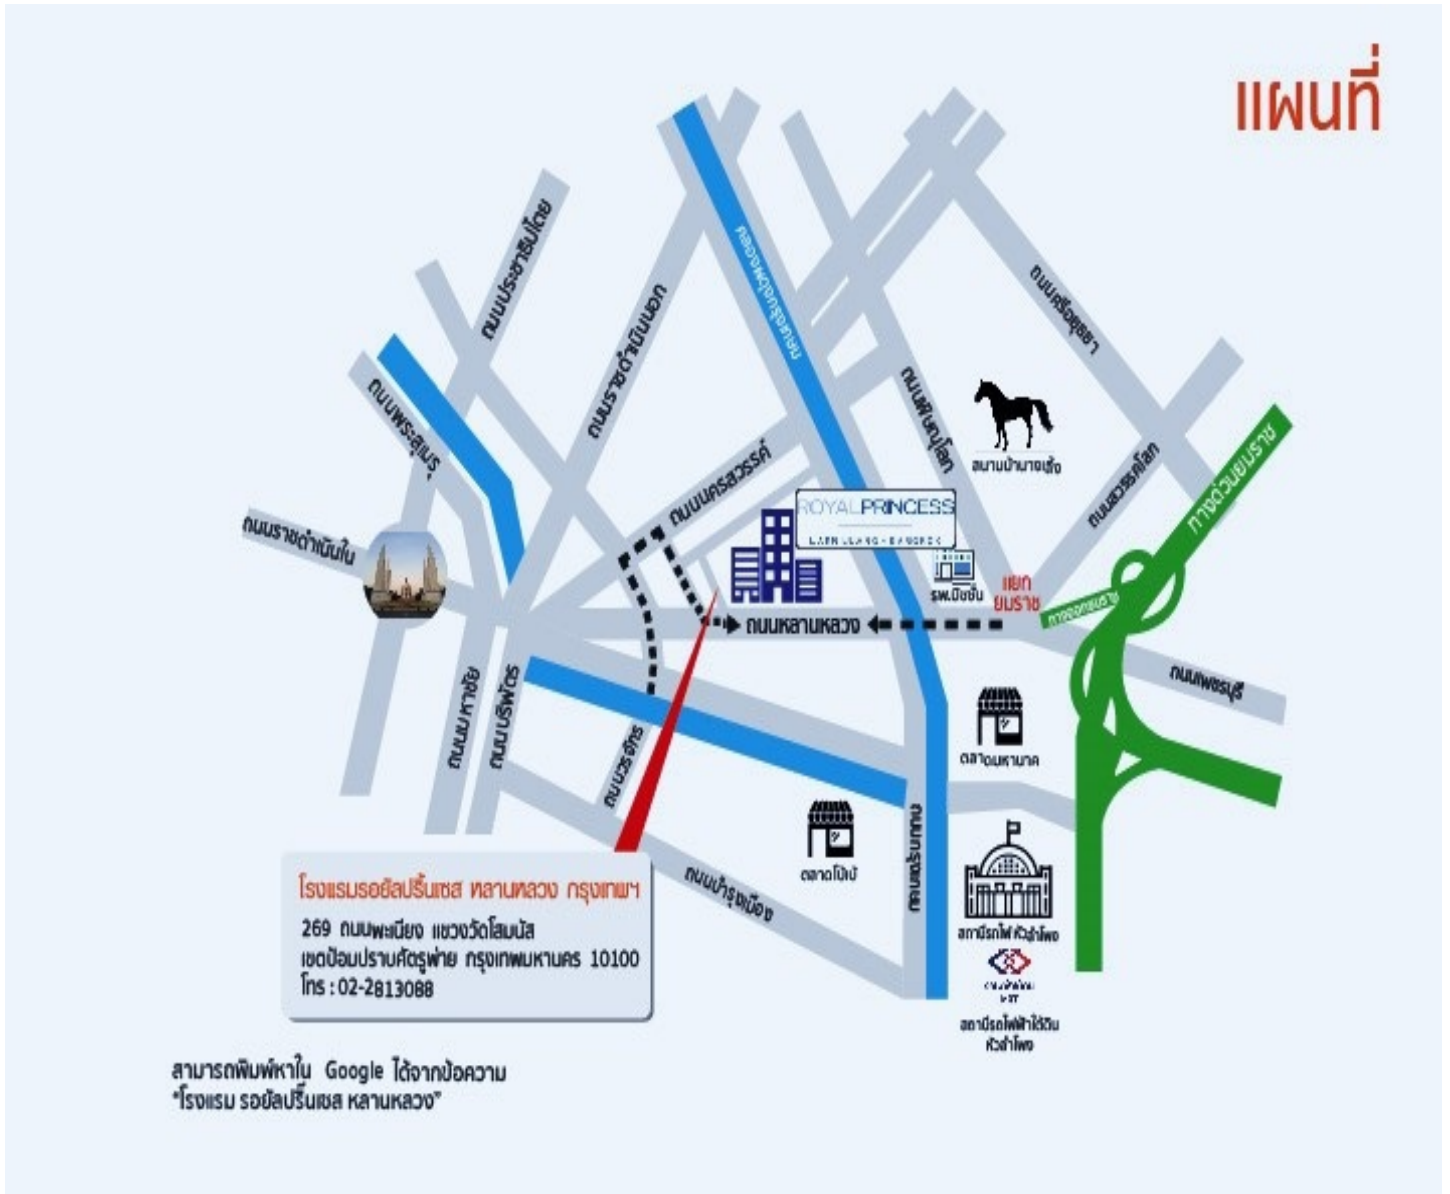 แผนที่
ถนนประชาธิปไตย
ถนนราชดำเนินนอก
คลองผดุงกรุงเกษม
ถนนศรีอยุธยา
ถนนพระสุเมรุ
ถนนพิษณุโลก
สนามม้านางเลิ้ง
ถนนสวรรคโลก
ทางด่วนยมราช
ถนนนครสวรรค์
ถนนราชดำเนินใน
ROYALPRINCESS
LARN LUANG - BANGKOK
รพ.มิชชั่น
แยก
ยมราช
ทางออกยมราช
ถนนหลานหลวง
ถนนเพชรบุรี
ถนนมหาชัย
ถนนบริพัตร
ถนนวรจักร
ตลาดมหานาค
ตลาดโบ๊เบ๊
ถนนกรุงเกษม
ถนนบำรุงเมือง
สถานีรถไฟหัวลำโพง
MRT
สถานีรถไฟฟ้าใต้ดิน
หัวลำโพง
โรงแรมรอยัลปริ้นเซส หลานหลวง กรุงเทพฯ
269 ถนนพะเนียง แขวงวัดโสมนัส
เขตป้อมปราบศัตรูพ่าย กรุงเทพมหานคร 10100
โทร : 02-2813088
สามารถพิมพ์หาใน Google ได้จากข้อความ
"โรงแรม รอยัลปริ๊นเซส หลานหลวง"